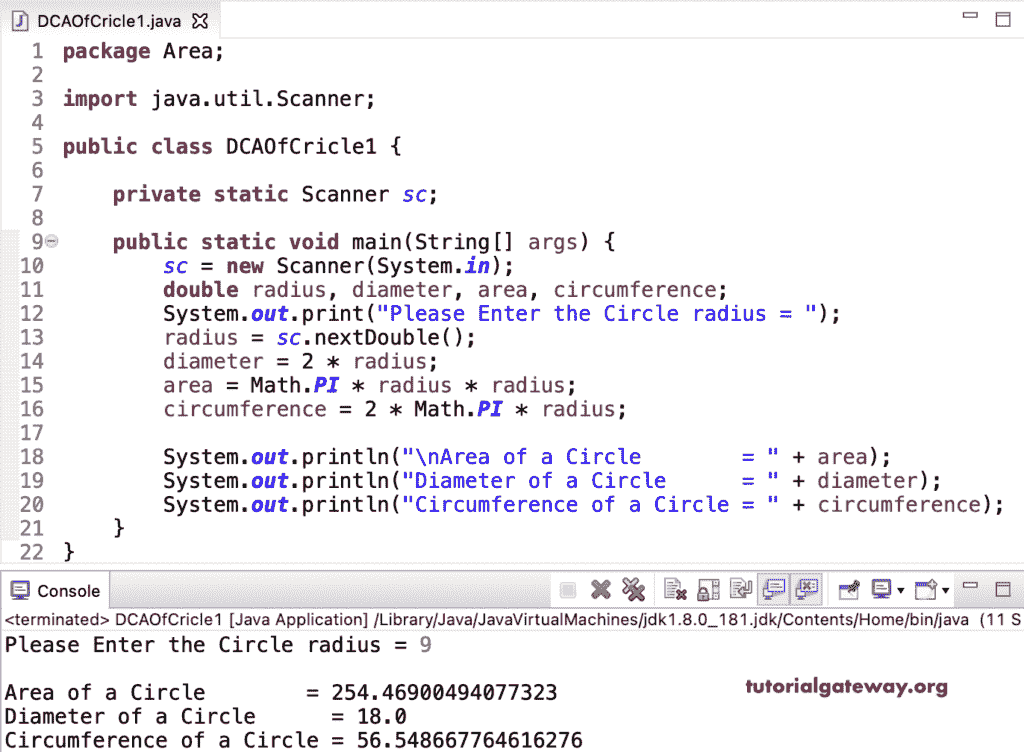 DCAOfCricle1.java
1 package Area;
2
3 import java.util.Scanner;
4
5 public class DCAOfCricle1 {
6
7     private static Scanner sc;
8
9     public static void main(String[] args) {
10         sc = new Scanner(System.in);
11         double radius, diameter, area, circumference;
12         System.out.print("Please Enter the Circle radius = ");
13         radius = sc.nextDouble();
14         diameter = 2 * radius;
15         area = Math.PI * radius * radius;
16         circumference = 2 * Math.PI * radius;
17
18         System.out.println("\nArea of a Circle        = " + area);
19         System.out.println("Diameter of a Circle      = " + diameter);
20         System.out.println("Circumference of a Circle = " + circumference);
21     }
22 }
Console
<terminated> DCAOfCricle1 [Java Application] /Library/Java/JavaVirtualMachines/jdk1.8.0_181.jdk/Contents/Home/bin/java (11 S
Please Enter the Circle radius = 9

Area of a Circle        = 254.46900494077323
tutorialgateway.org
Diameter of a Circle      = 18.0
Circumference of a Circle = 56.548667764616276